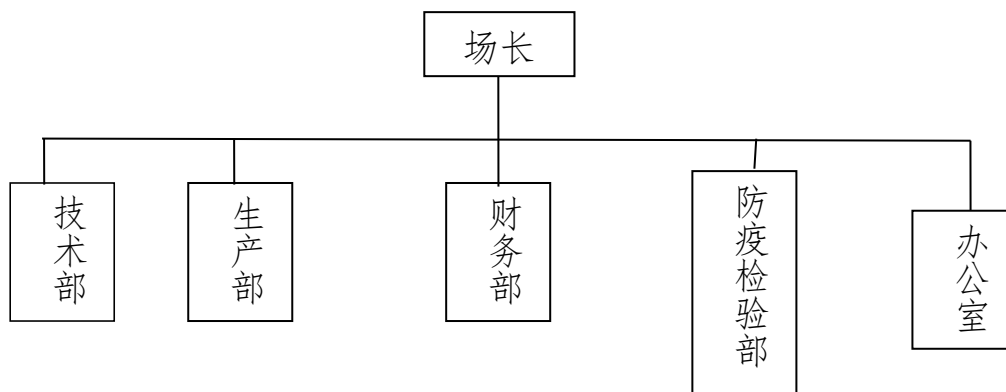 场长
技术部
生产部
财务部
防疫检验部
办公室